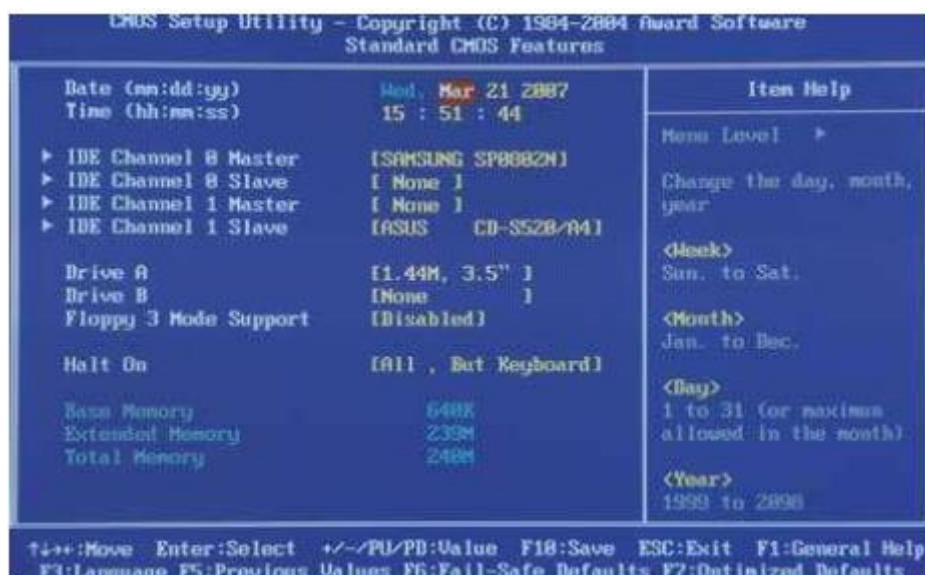 CMOS Setup Utility - Copyright (C) 1984-2004 Award Software
Standard CMOS Features
Date (mm:dd:yy) Wed, Mar 21 2007
Time (hh:mm:ss) 15 : 51 : 44
▶ IDE Channel 0 Master [SAMSUNG SP0802N]
▶ IDE Channel 0 Slave [ None ]
▶ IDE Channel 1 Master [ None ]
▶ IDE Channel 1 Slave [ASUS CD-S520/A4]
Drive A [1.44M, 3.5" ]
Drive B [None ]
Floppy 3 Mode Support [Disabled]
Halt On [All , But Keyboard]
Base Memory 640K
Extended Memory 239M
Total Memory 240M
Item Help
Menu Level ▶
Change the day, month,
year
<Week>
Sun. to Sat.
<Month>
Jan. to Dec.
<Day>
1 to 31 (or maximum
allowed in the month)
<Year>
1999 to 2098
↑↓→←:Move Enter:Select +/-/PU/PD:Value F10:Save ESC:Exit F1:General Help
F3:Language F5:Previous Values F6:Fail-Safe Defaults F7:Optimized Defaults